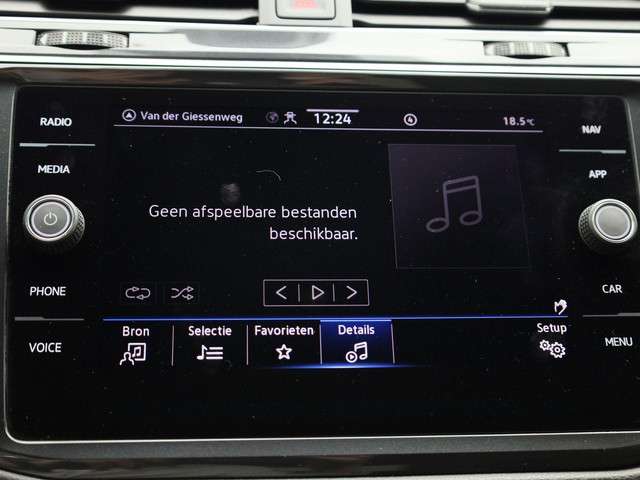 RADIO
MEDIA
PHONE
VOICE
Van der Giessenweg
12:24
18.5°C
Geen afspeelbare bestanden
beschikbaar.
Bron
Selectie
Favorieten
Details
Setup
NAV
APP
CAR
MENU